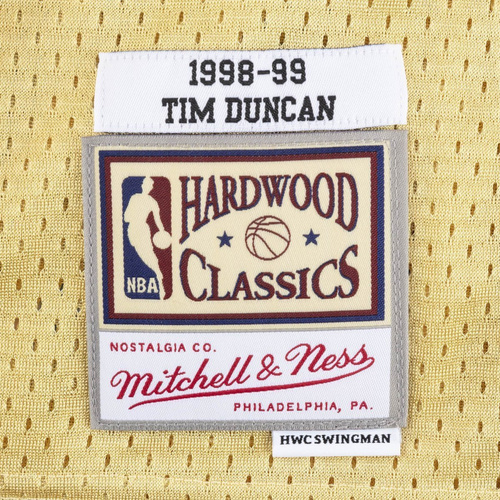 1998-99
TIM DUNCAN
HARDWOOD
CLASSICS
NBA
NOSTALGIA CO.
Mitchell & Ness
PHILADELPHIA, PA.
HWC SWINGMAN